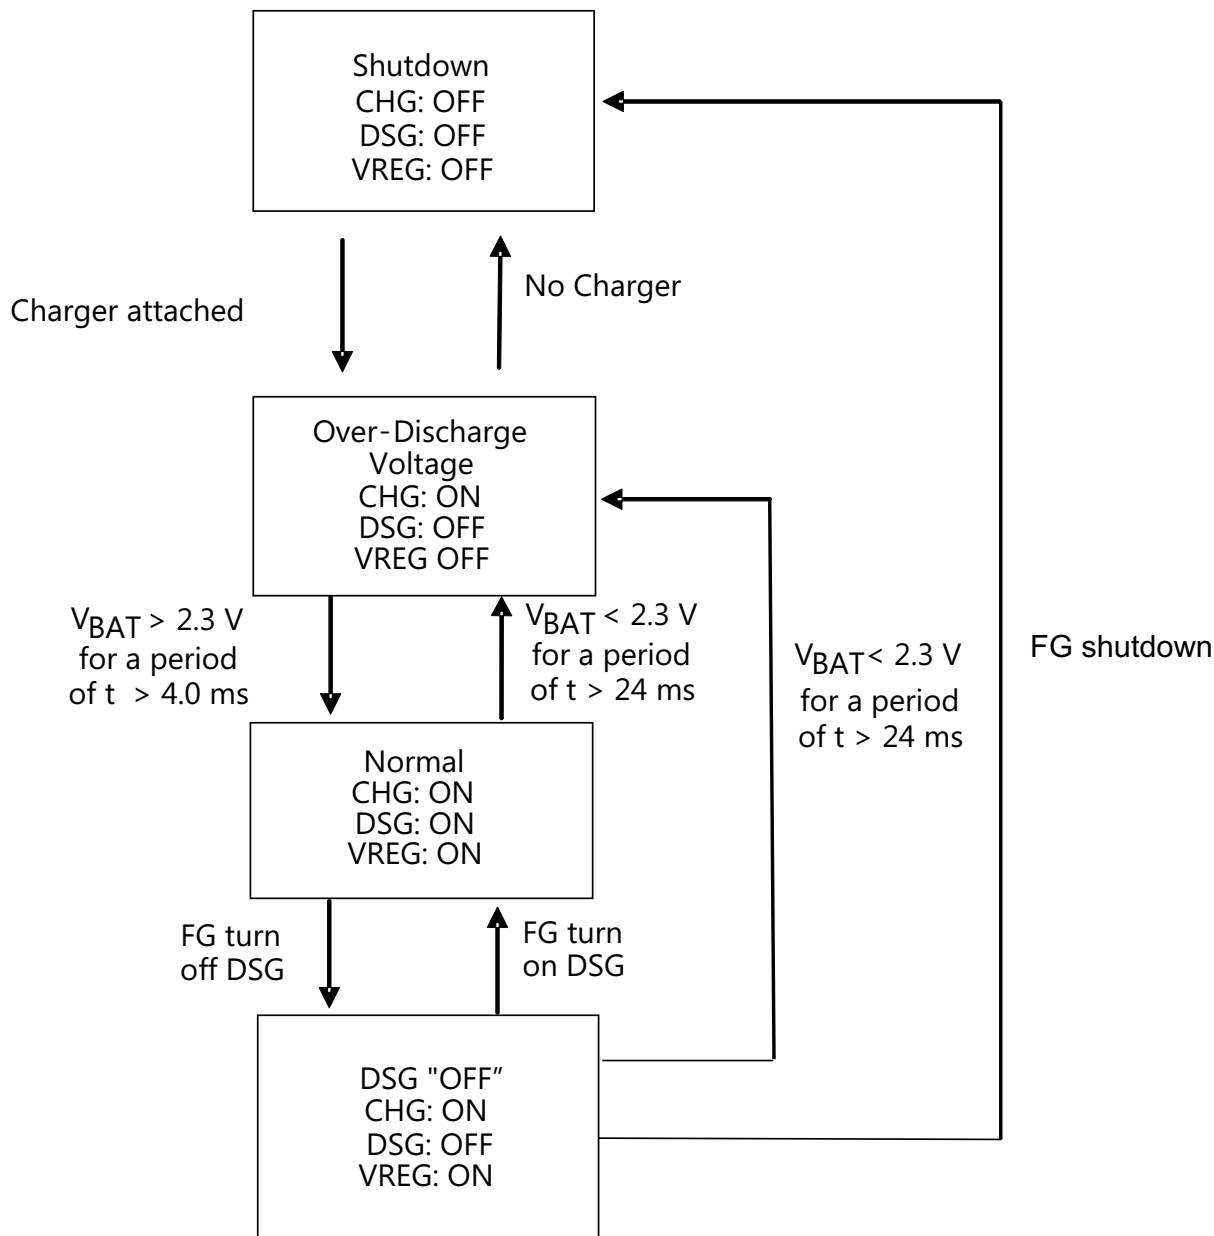 Shutdown
CHG: OFF
DSG: OFF
VREG: OFF
Charger attached
No Charger
Over-Discharge
Voltage
CHG: ON
DSG: OFF
VREG OFF
VBAT > 2.3 V
for a period
of t > 4.0 ms
VBAT < 2.3 V
for a period
of t > 24 ms
VBAT < 2.3 V
for a period
of t > 24 ms
FG shutdown
Normal
CHG: ON
DSG: ON
VREG: ON
FG turn
off DSG
FG turn
on DSG
DSG "OFF”
CHG: ON
DSG: OFF
VREG: ON